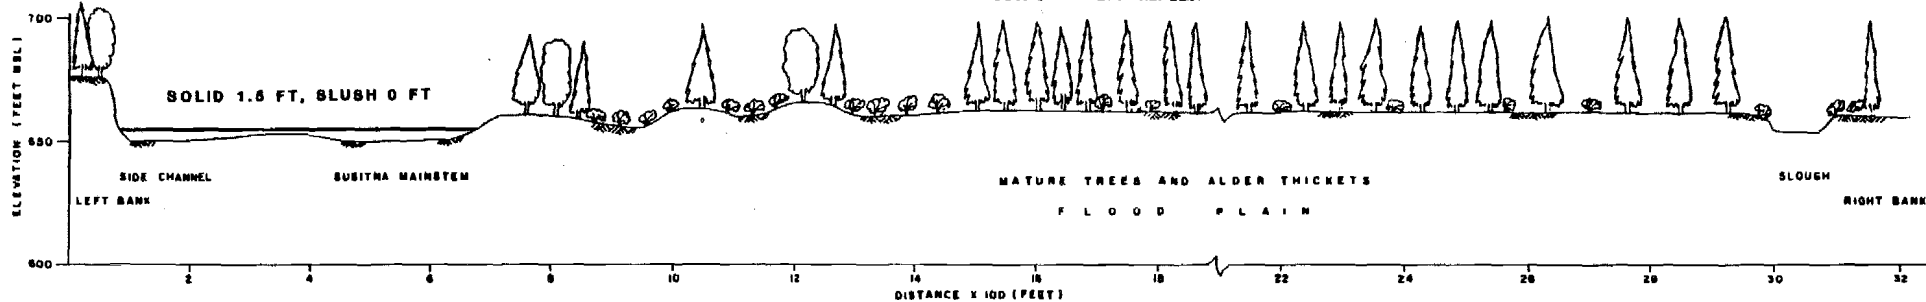 700
SOLID 1.5 FT, SLUSH 0 FT
650
ELEVATION (FEET MSL)
SIDE CHANNEL
SUSITNA MAINSTEM
MATURE TREES AND ALDER THICKETS
SLOUGH
LEFT BANK
FLOOD PLAIN
RIGHT BANK
600
2 4 6 8 10 12 14 16 18 22 24 26 28 30 32
DISTANCE X 100 (FEET)